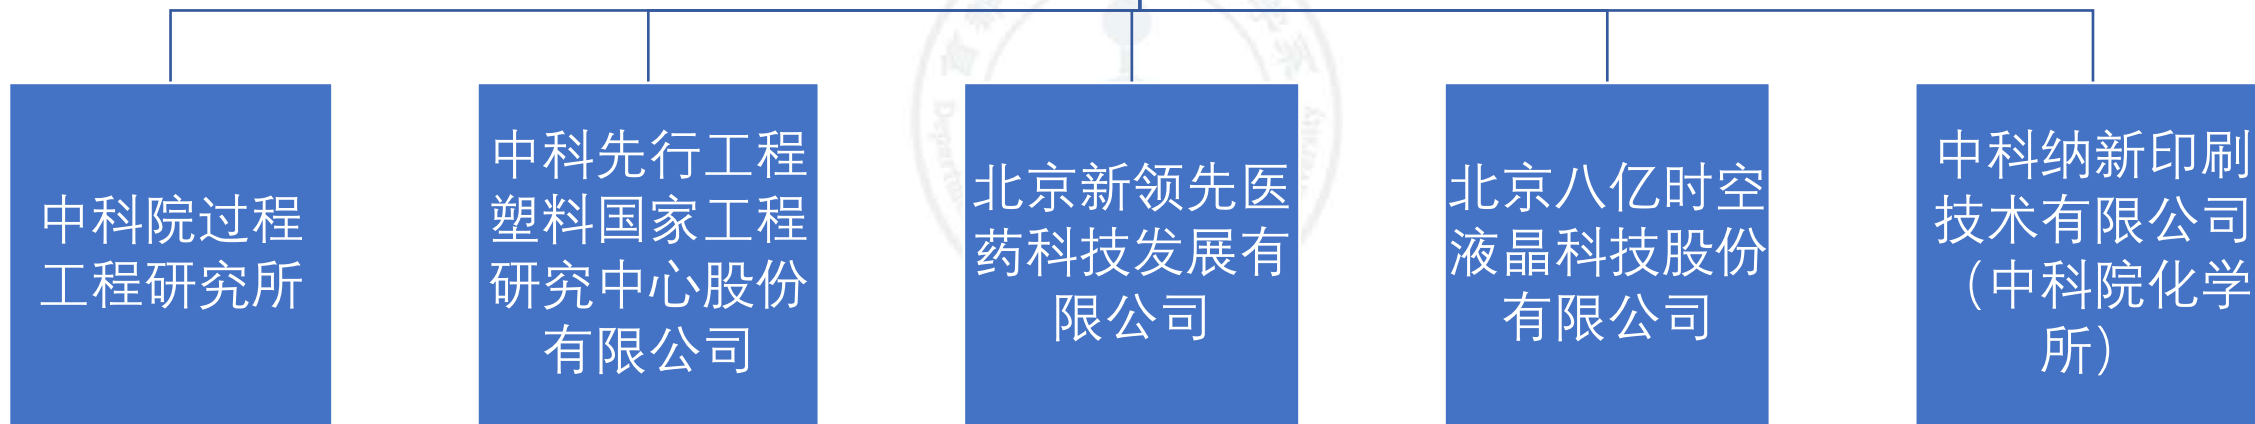 中科院过程
工程研究所
中科先行工程
塑料国家工程
研究中心股份
有限公司
北京新领先医
药科技发展有
限公司
北京八亿时空
液晶科技股份
有限公司
中科纳新印刷
技术有限公司
（中科院化学
所）